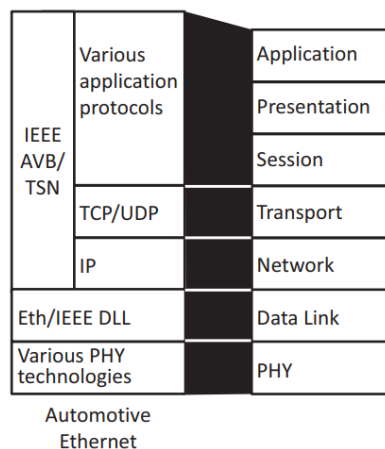 IEEE
AVB/
TSN
Various
application
protocols
Application
Presentation
Session
TCP/UDP
Transport
IP
Network
Eth/IEEE DLL
Data Link
Various PHY
technologies
PHY
Automotive
Ethernet